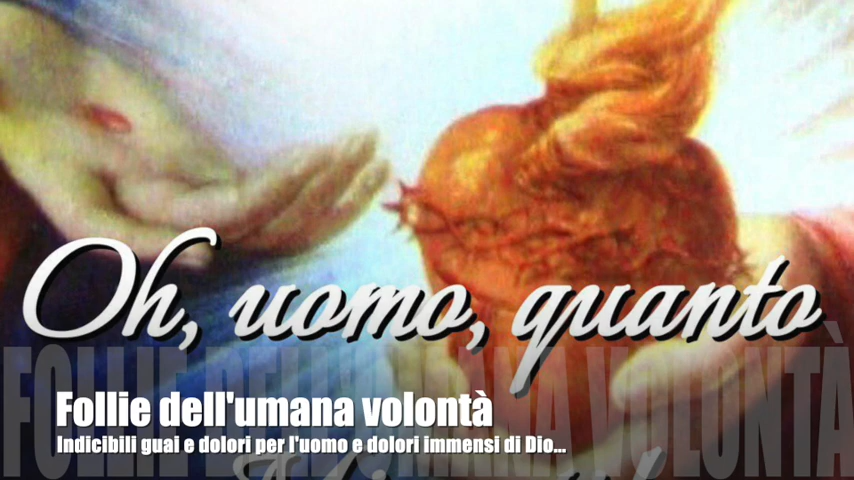 Oh, uomo, quanto
FOLLIE DELL'UMANA VOLONTÀ
Follie dell'umana volontà
Indicibili guai e dolori per l'uomo e dolori immensi di Dio...